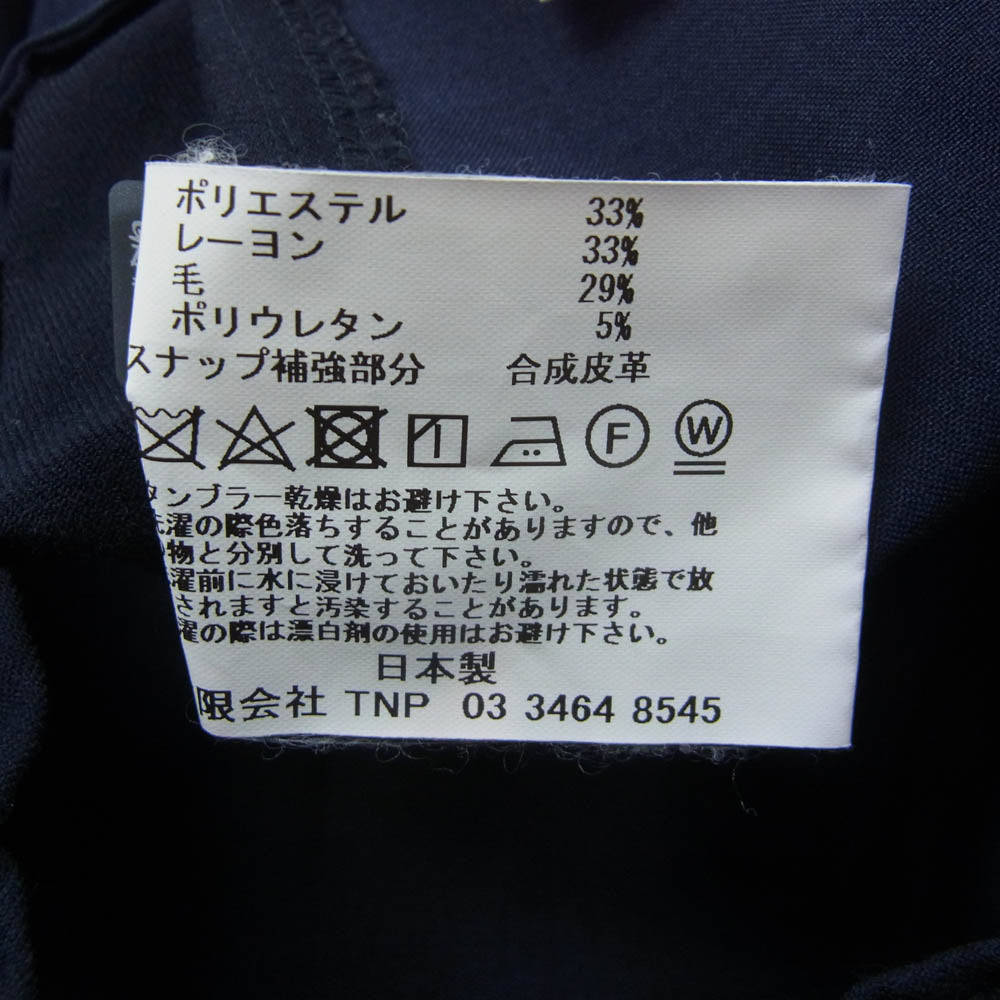 ポリエステル 33%
レーヨン 33%
毛 29%
ポリウレタン 5%
スナップ補強部分 合成皮革
F W
タンブラー乾燥はお避け下さい。
洗濯の際色落ちすることがありますので、他
物と分別して洗って下さい。
濯前に水に浸けておいたり濡れた状態で放
されますと汚染することがあります。
濯の際は漂白剤の使用はお避け下さい。
日本製
限会社 TNP 03 3464 8545